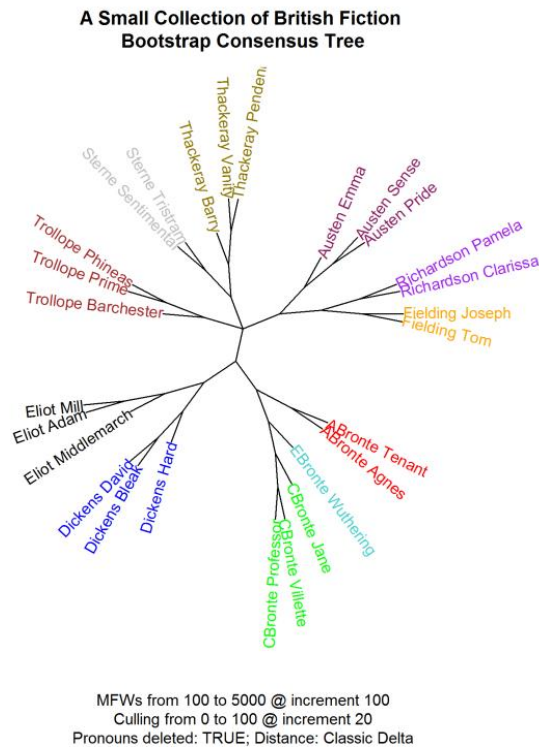 A Small Collection of British Fiction
Bootstrap Consensus Tree
Thackeray Penden
Thackeray Vanity
Thackeray Barry
Sterne Tristram
Sterne Sentimental
Trollope Phineas
Trollope Prime
Trollope Barchester
Austen Emma
Austen Sense
Austen Pride
Richardson Pamela
Richardson Clarissa
Fielding Joseph
Fielding Tom
Eliot Mill
Eliot Adam
Eliot Middlemarch
Dickens David
Dickens Bleak
Dickens Hard
CBronte Professor
CBronte Villette
CBronte Jane
EBronte Wuthering
ABronte Agnes
ABronte Tenant
MFWs from 100 to 5000 @ increment 100
Culling from 0 to 100 @ increment 20
Pronouns deleted: TRUE; Distance: Classic Delta